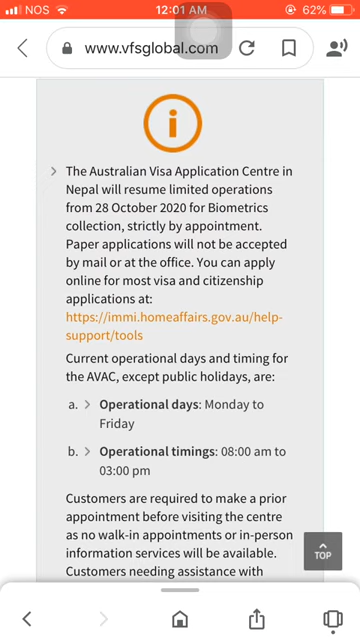 NOS 12:01 AM 62%
www.vfsglobal.com
The Australian Visa Application Centre in
Nepal will resume limited operations
from 28 October 2020 for Biometrics
collection, strictly by appointment.
Paper applications will not be accepted
by mail or at the office. You can apply
online for most visa and citizenship
applications at:
https://immi.homeaffairs.gov.au/help-
support/tools
Current operational days and timing for
the AVAC, except public holidays, are:
a. > Operational days: Monday to
Friday
b. > Operational timings: 08:00 am to
03:00 pm
Customers are required to make a prior
appointment before visiting the centre
as no walk-in appointments or in-person
information services will be available.
TOP
Customers needing assistance with